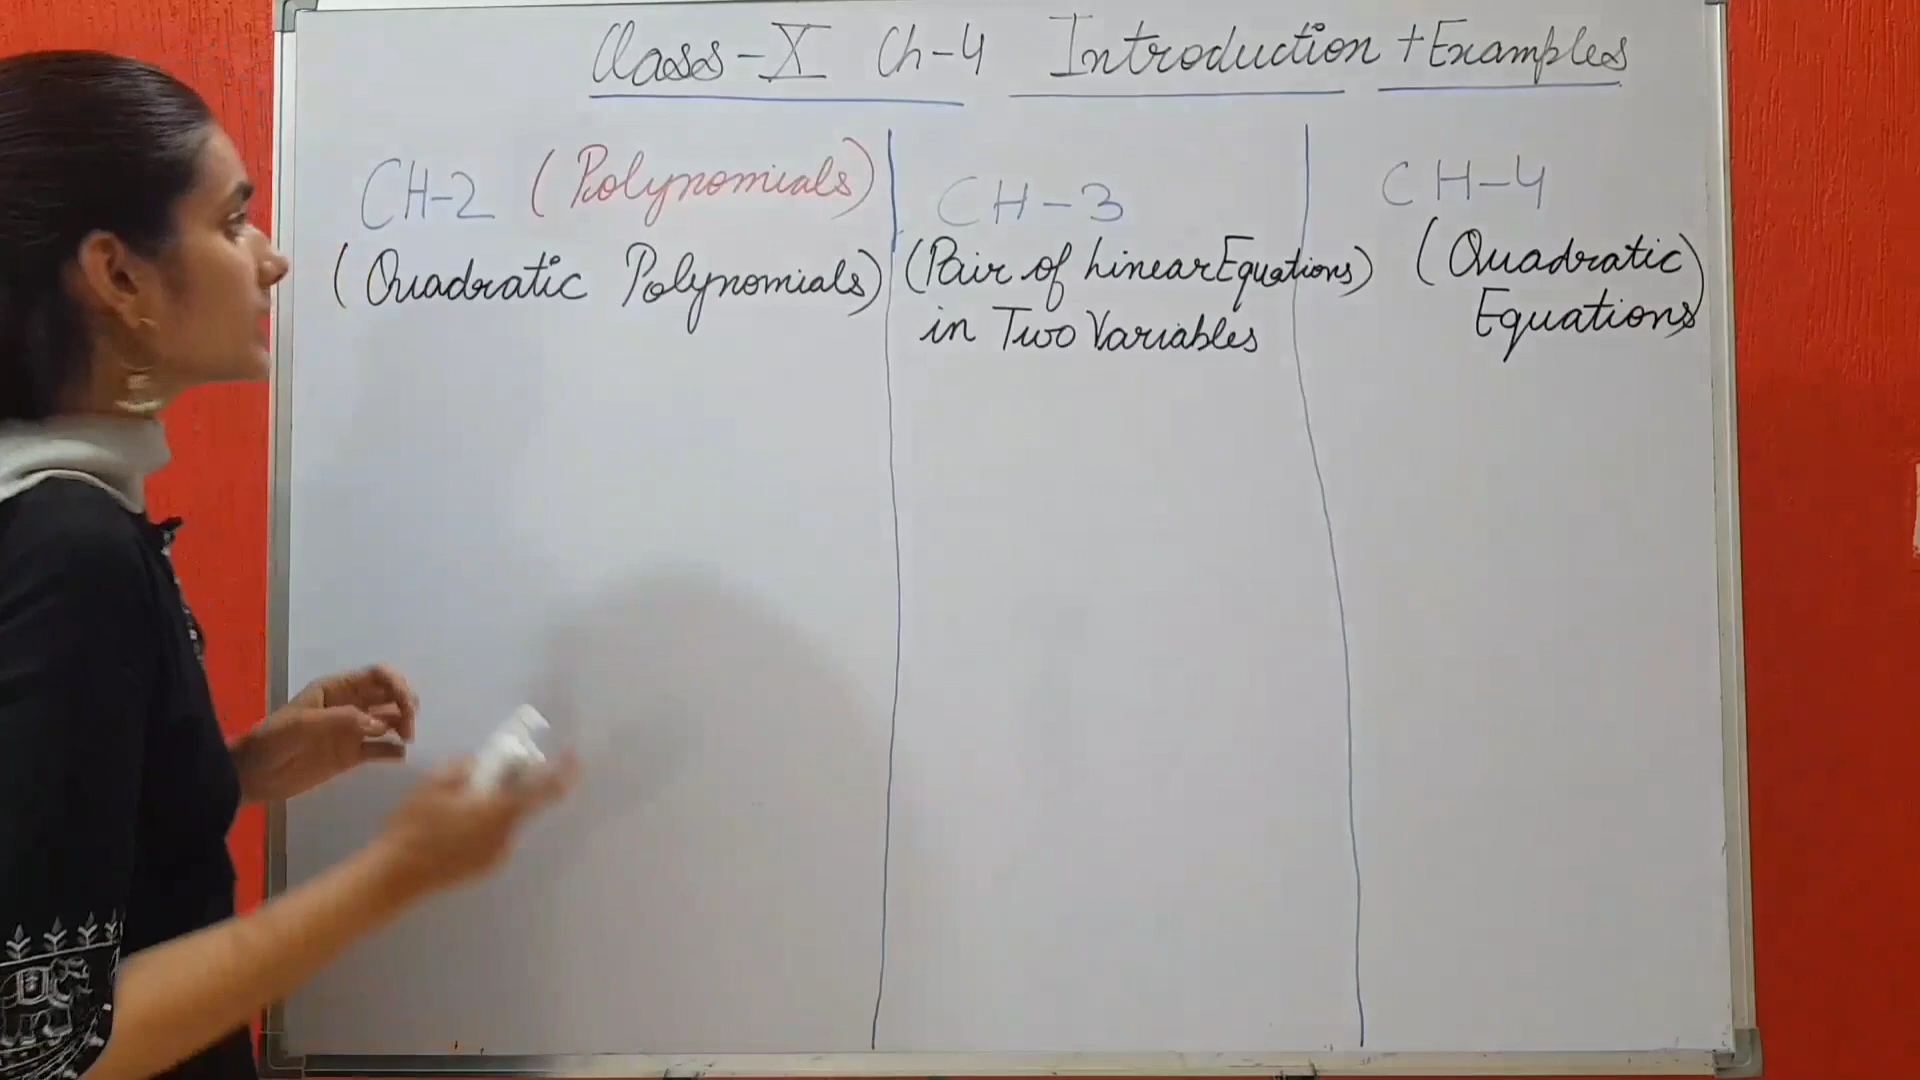 Class-X Ch-4 Introduction + Examples
CH-2 (Polynomials)
(Quadratic Polynomials)
CH-3
(Pair of Linear Equations)
in Two Variables
CH-4
(Quadratic
Equations)